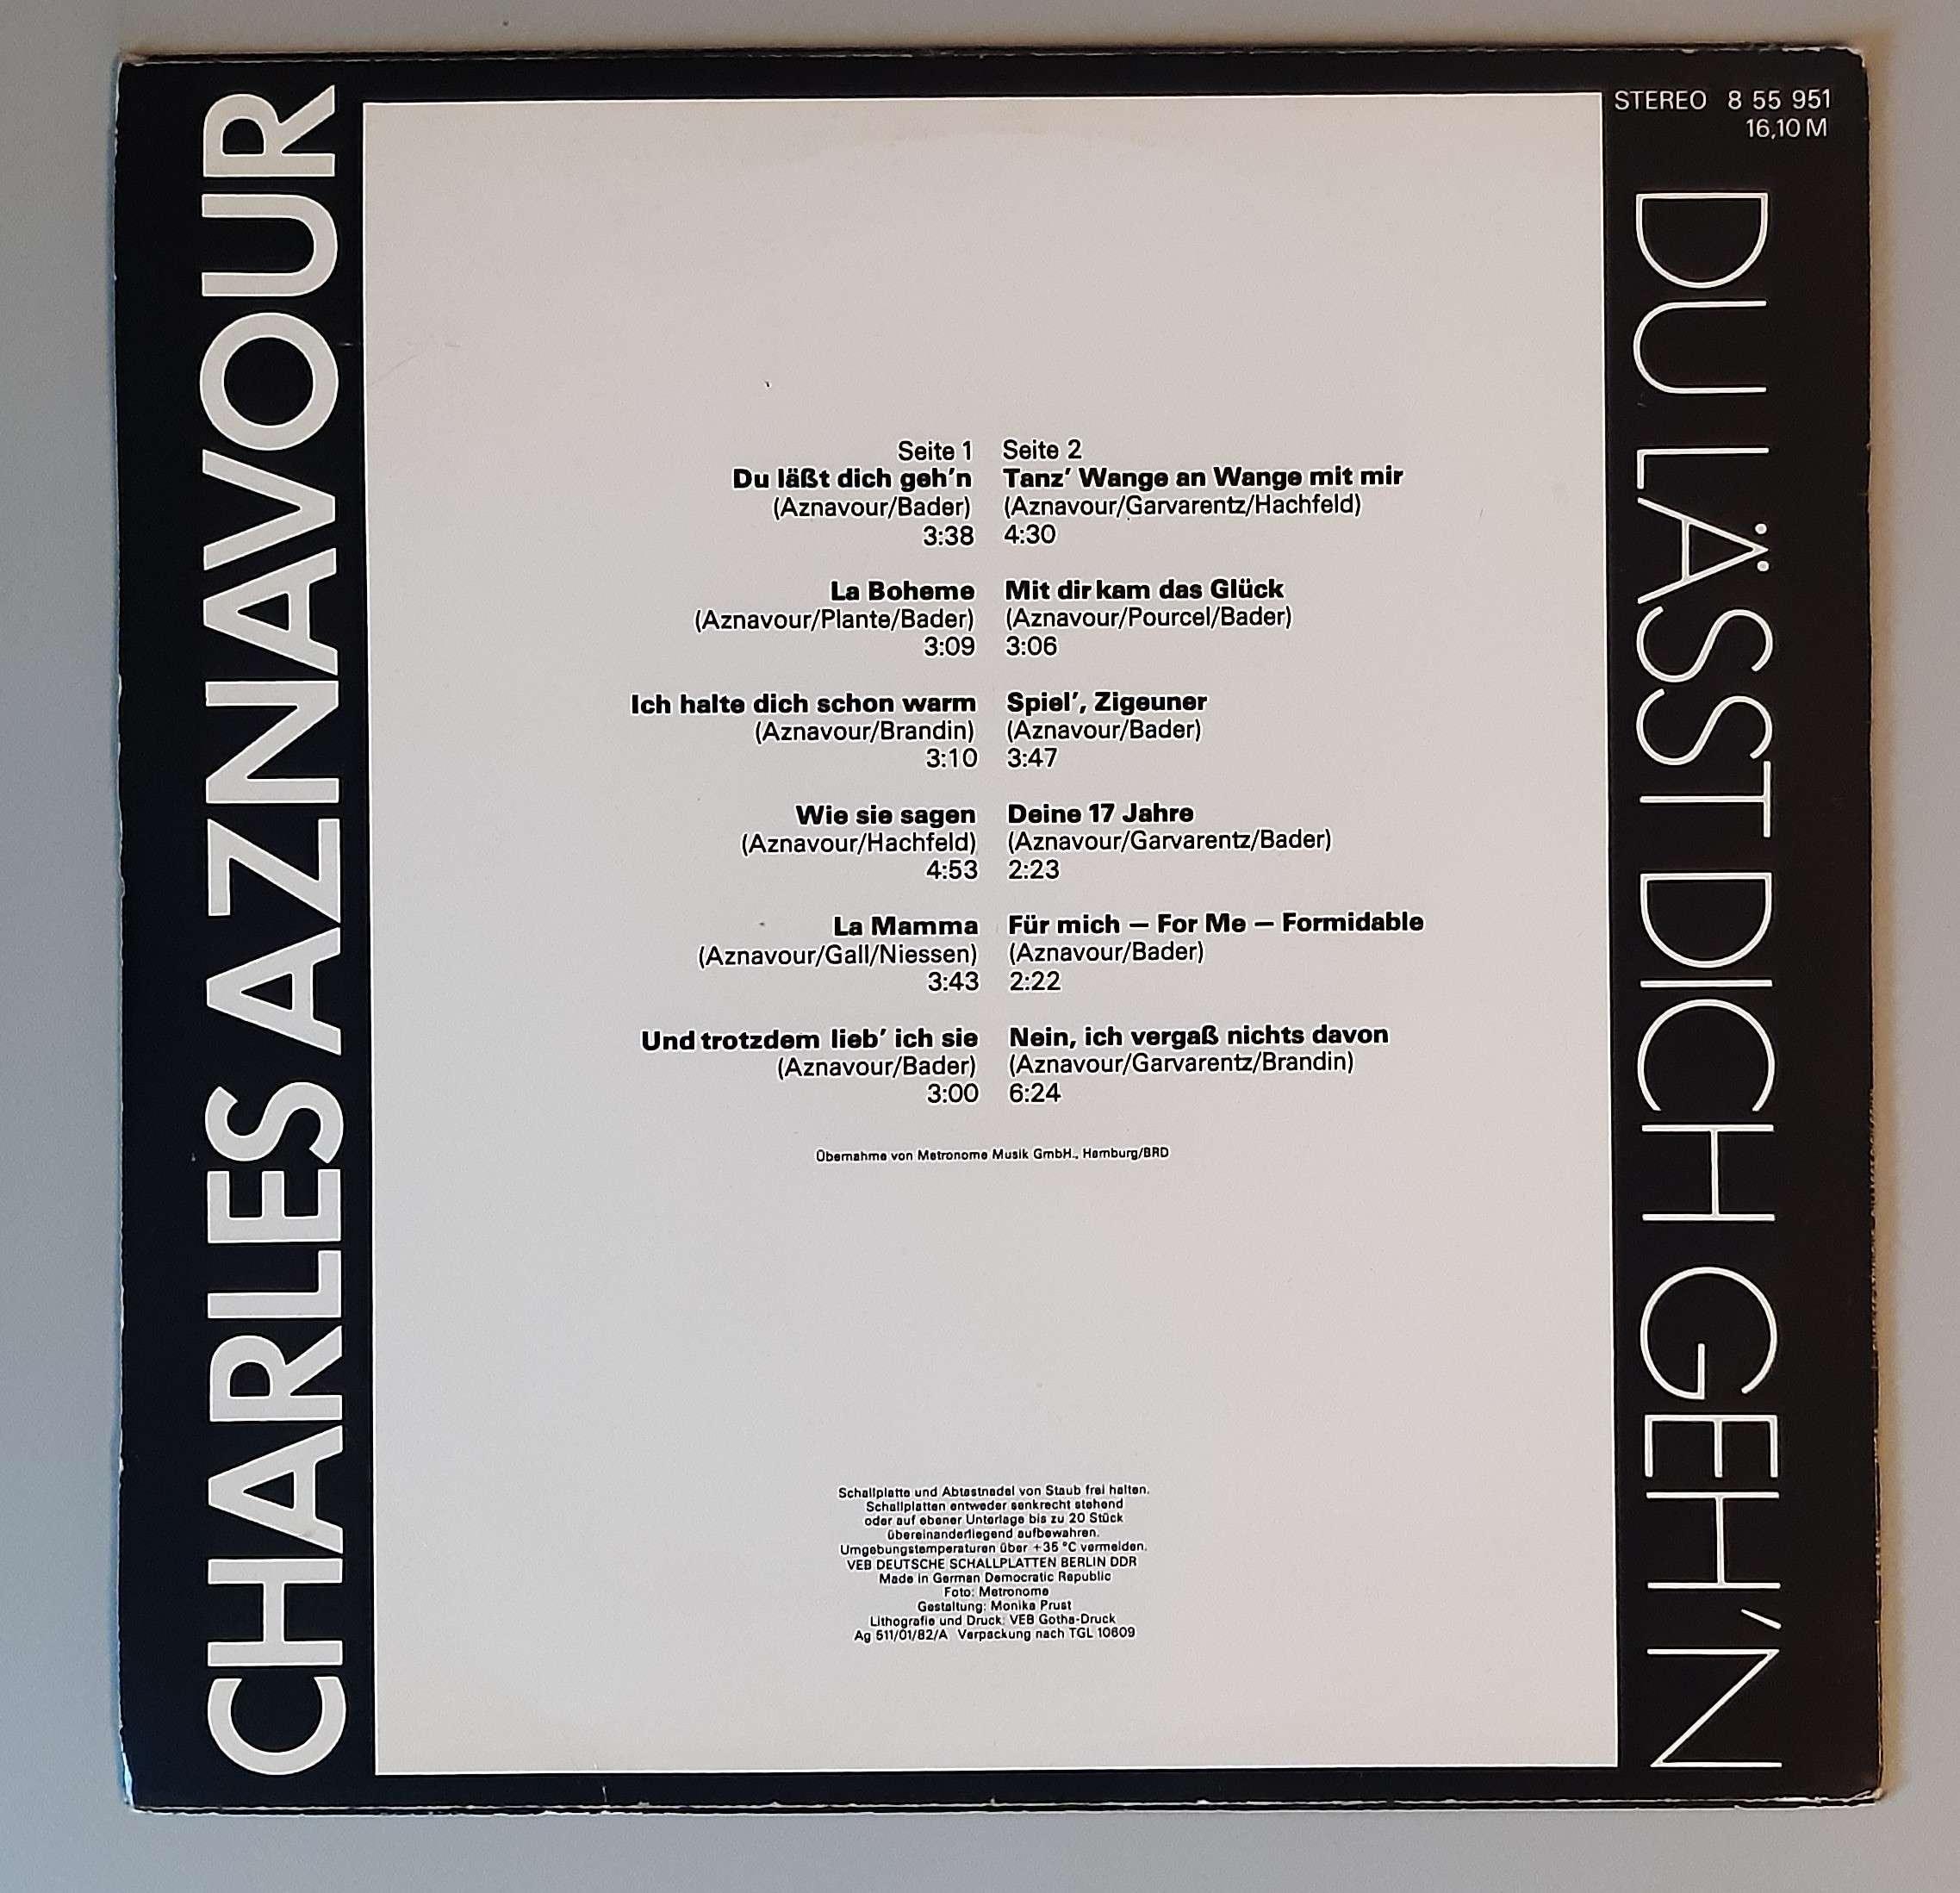 CHARLES AZNAVOUR
STEREO 8 55 951
16,10 M
DU LÄSST DICH GEH'N
Seite 1
Du läßt dich geh'n
(Aznavour/Bader)
3:38
La Boheme
(Aznavour/Plante/Bader)
3:09
Ich halte dich schon warm
(Aznavour/Brandin)
3:10
Wie sie sagen
(Aznavour/Hachfeld)
4:53
La Mamma
(Aznavour/Gall/Niessen)
3:43
Und trotzdem lieb' ich sie
(Aznavour/Bader)
3:00
Seite 2
Tanz' Wange an Wange mit mir
(Aznavour/Garvarentz/Hachfeld)
4:30
Mit dir kam das Glück
(Aznavour/Pourcel/Bader)
3:06
Spiel', Zigeuner
(Aznavour/Bader)
3:47
Deine 17 Jahre
(Aznavour/Garvarentz/Bader)
2:23
Für mich – For Me – Formidable
(Aznavour/Bader)
2:22
Nein, ich vergaß nichts davon
(Aznavour/Garvarentz/Brandin)
6:24
Übernahme von Metronome Musik GmbH., Hamburg/BRD
Schallplatte und Abtastnadel von Staub frei halten.
Schallplatten entweder senkrecht stehend
oder auf ebener Unterlage bis zu 20 Stück
übereinanderliegend aufbewahren.
Umgebungstemperaturen über +35 °C vermeiden.
VEB DEUTSCHE SCHALLPLATTEN BERLIN DDR
Made in German Democratic Republic
Foto: Metronome
Gestaltung: Monika Prust
Lithografie und Druck: VEB Gotha-Druck
Ag 511/01/82/A Verpackung nach TGL 10609